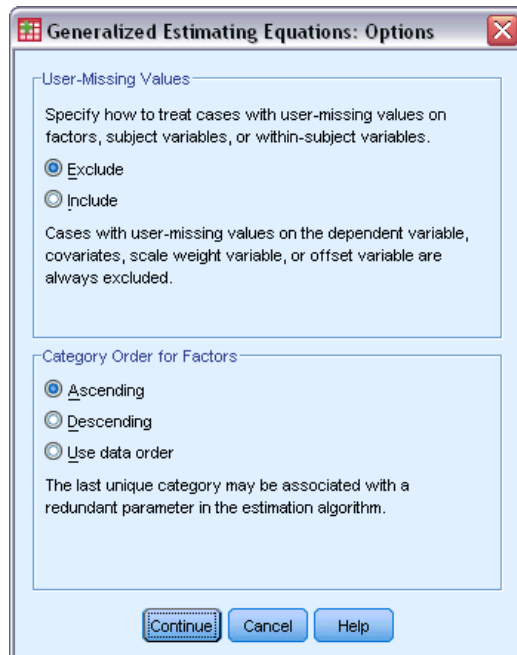 Generalized Estimating Equations: Options
User-Missing Values
Specify how to treat cases with user-missing values on
factors, subject variables, or within-subject variables.
Exclude
Include
Cases with user-missing values on the dependent variable,
covariates, scale weight variable, or offset variable are
always excluded.
Category Order for Factors
Ascending
Descending
Use data order
The last unique category may be associated with a
redundant parameter in the estimation algorithm.
Continue Cancel Help